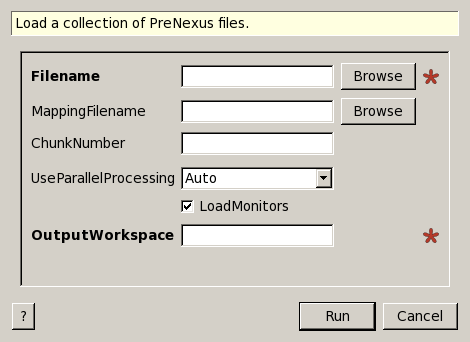 Load a collection of PreNexus files.
Filename Browse *
MappingFilename Browse
ChunkNumber
UseParallelProcessing Auto
LoadMonitors
OutputWorkspace *
? Run Cancel